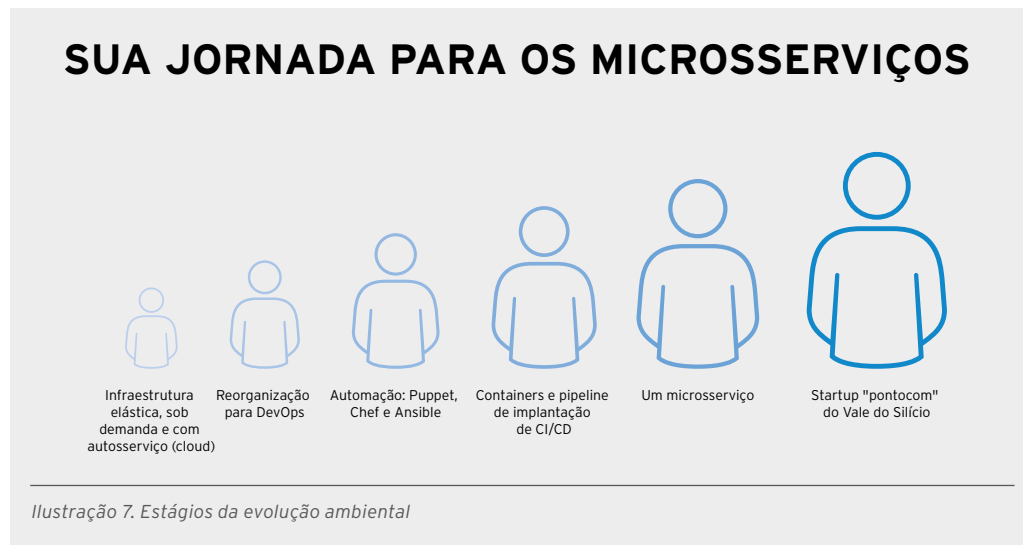 SUA JORNADA PARA OS MICROSSERVIÇOS
Infraestrutura
elástica, sob
demanda e com
autosserviço (cloud)
Reorganização
para DevOps
Automação: Puppet,
Chef e Ansible
Containers e pipeline
de implantação
de CI/CD
Um microserviço
Startup "pontocom"
do Vale do Silício
Ilustração 7. Estágios da evolução ambiental